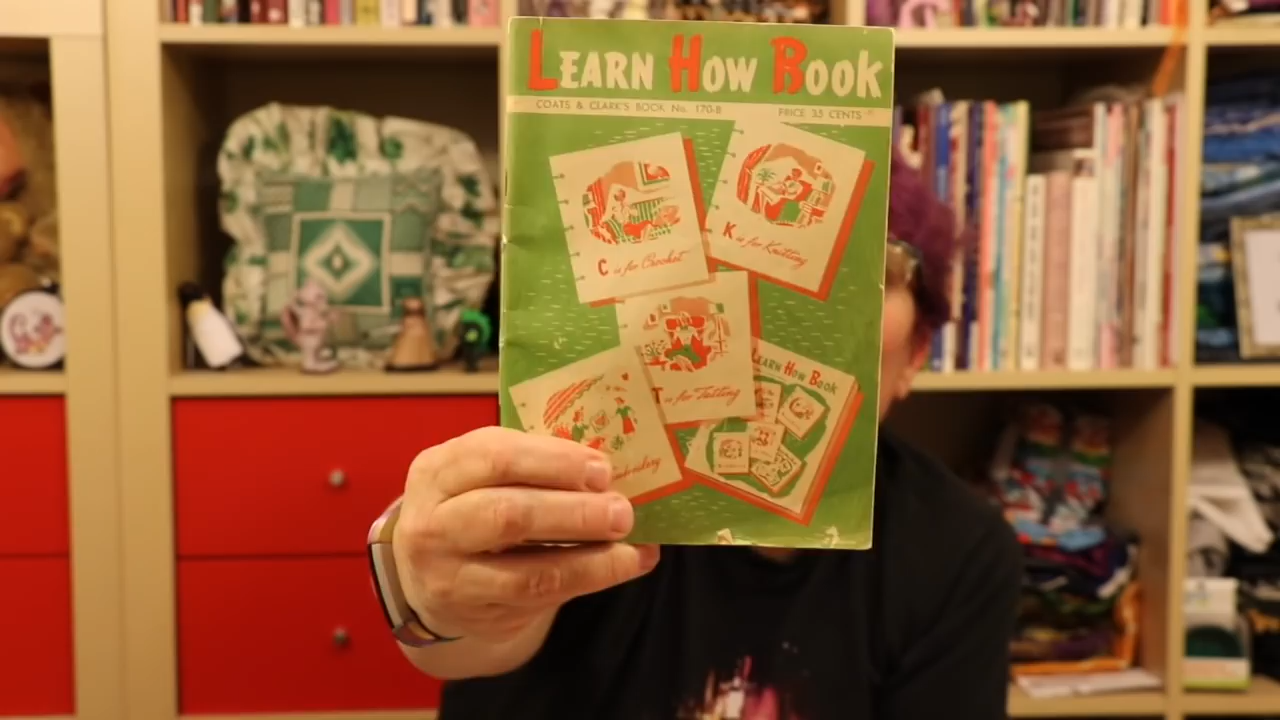 LEARN HOW BOOK
COATS & CLARK'S BOOK No. 170-B
PRICE 35 CENTS
C is for Crochet
K is for Knitting
T is for Tatting
LEARN HOW BOOK
Embroidery